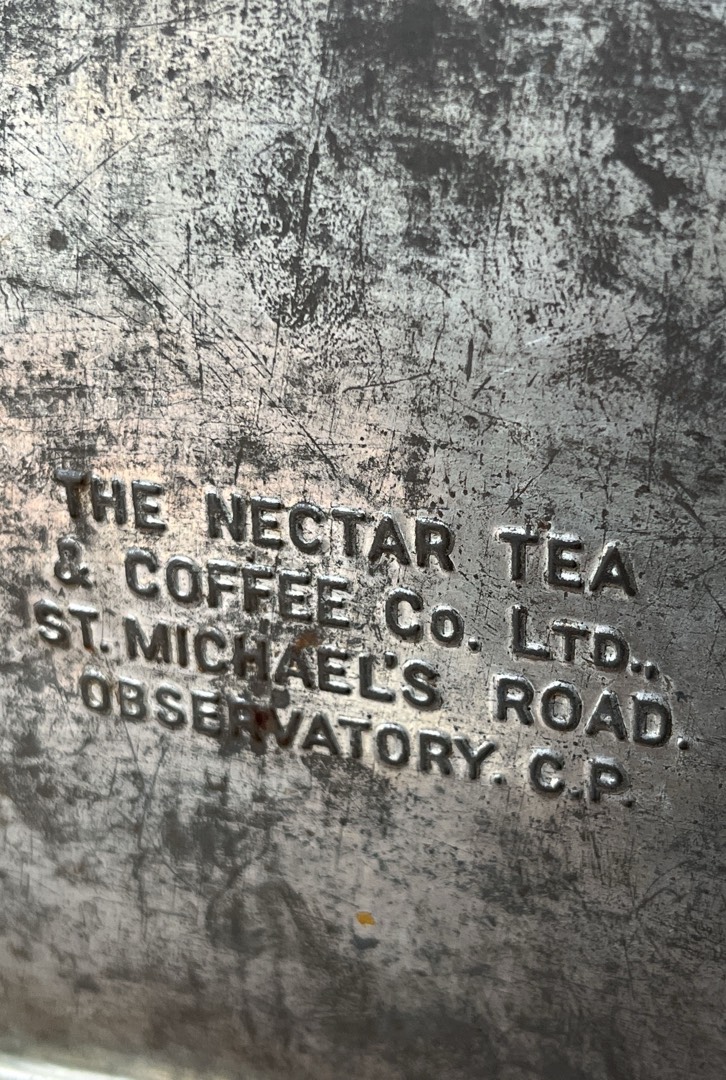 THE NECTAR TEA
& COFFEE CO. LTD.,
ST. MICHAEL'S ROAD.
OBSERVATORY. C.P.